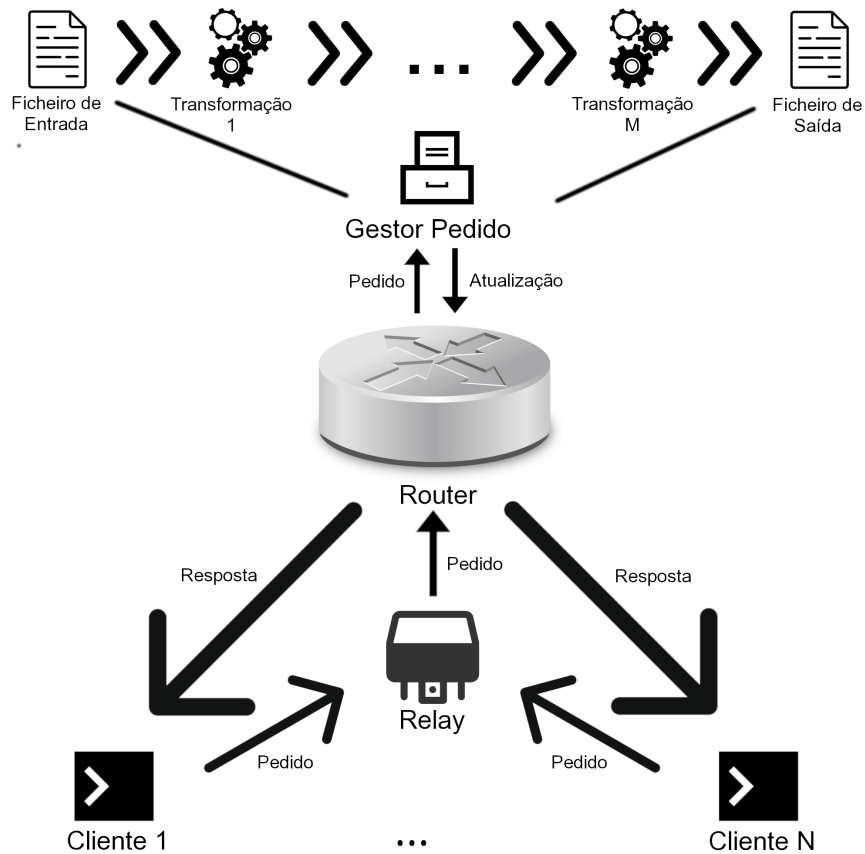 ...
Ficheiro de
Entrada
Transformação
1
Transformação
M
Ficheiro de
Saída
Gestor Pedido
Pedido
Atualização
Router
Pedido
Resposta
Resposta
Relay
Pedido
Pedido
Cliente 1
...
Cliente N